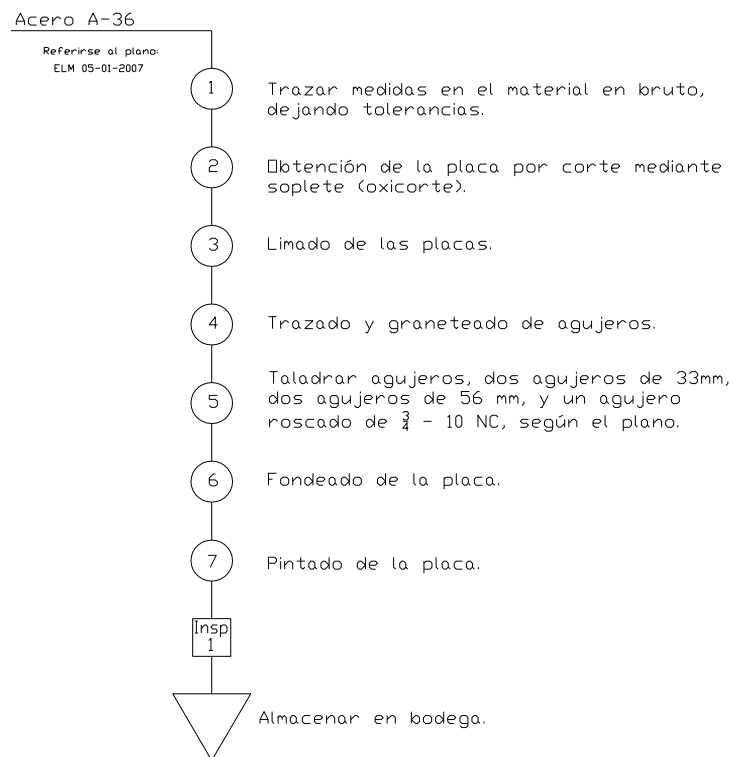 Acero A-36
Referirse al plano:
ELM 05-01-2007
1
Trazar medidas en el material en bruto,
dejando tolerancias.
2
Obtención de la placa por corte mediante
soplete (oxicorte).
3
Limado de las placas.
4
Trazado y graneteado de agujeros.
5
Taladrar agujeros, dos agujeros de 33mm,
dos agujeros de 56 mm, y un agujero
roscado de 3/4 - 10 NC, según el plano.
6
Fondeado de la placa.
7
Pintado de la placa.
Insp
1
Almacenar en bodega.